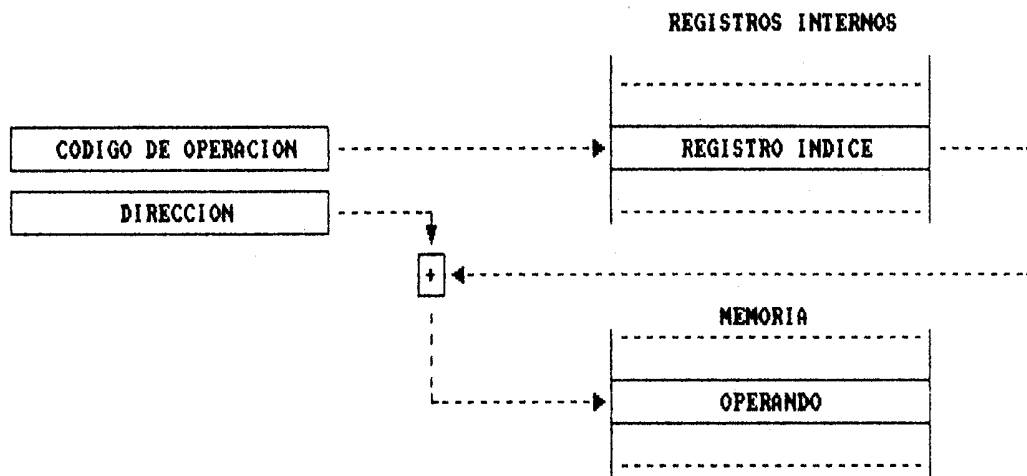 REGISTROS INTERNOS
CODIGO DE OPERACION
REGISTRO INDICE
DIRECCION
+
MEMORIA
OPERANDO